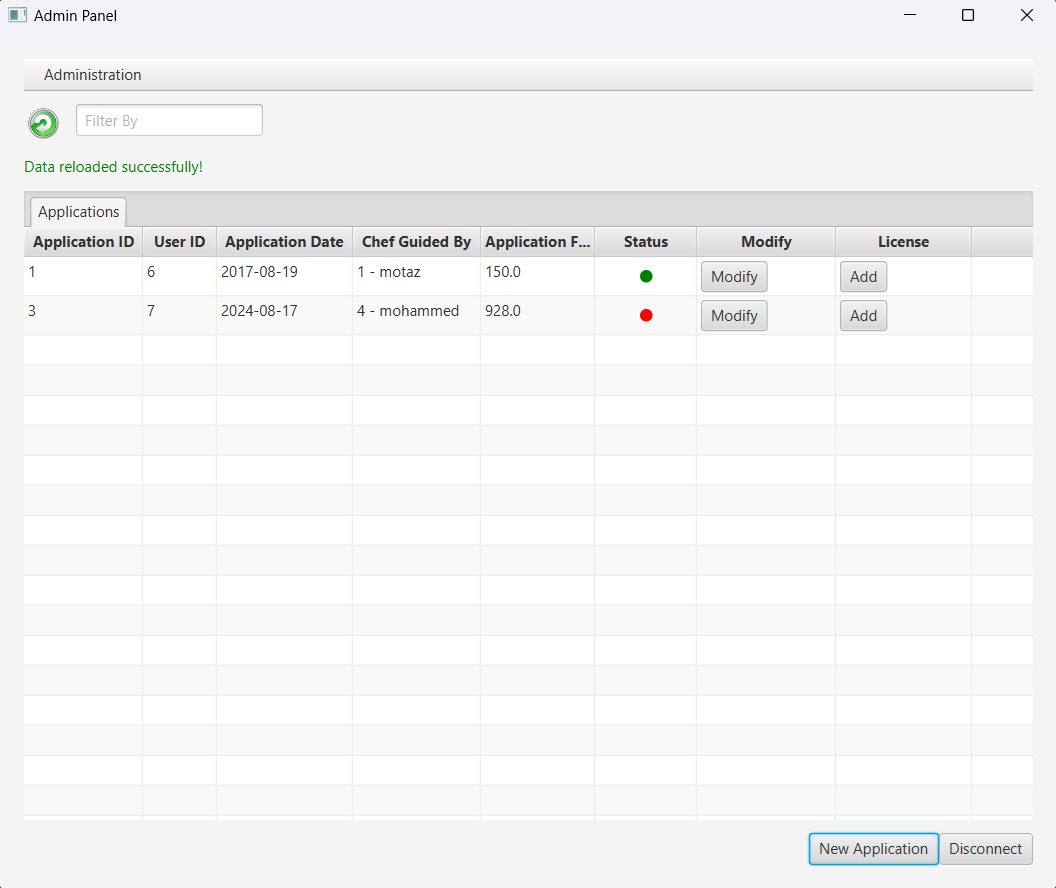 Admin Panel
Administration
Filter By
Data reloaded successfully!
Applications
Application ID User ID Application Date Chef Guided By Application F... Status Modify License
1 6 2017-08-19 1 - motaz 150.0 Modify Add
3 7 2024-08-17 4 - mohammed 928.0 Modify Add
New Application Disconnect